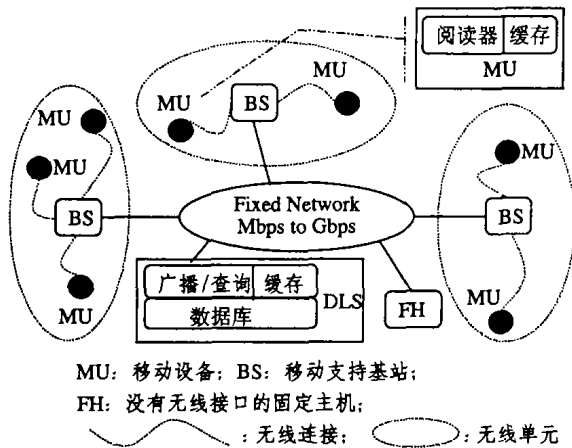 阅读器 缓存
MU
MU
MU
BS
MU
MU
BS
MU
MU
BS
MU
Fixed Network
Mbps to Gbps
广播/查询 缓存
数据库
DLS
FH
MU：移动设备；BS：移动支持基站；
FH：没有无线接口的固定主机；
：无线连接； ：无线单元